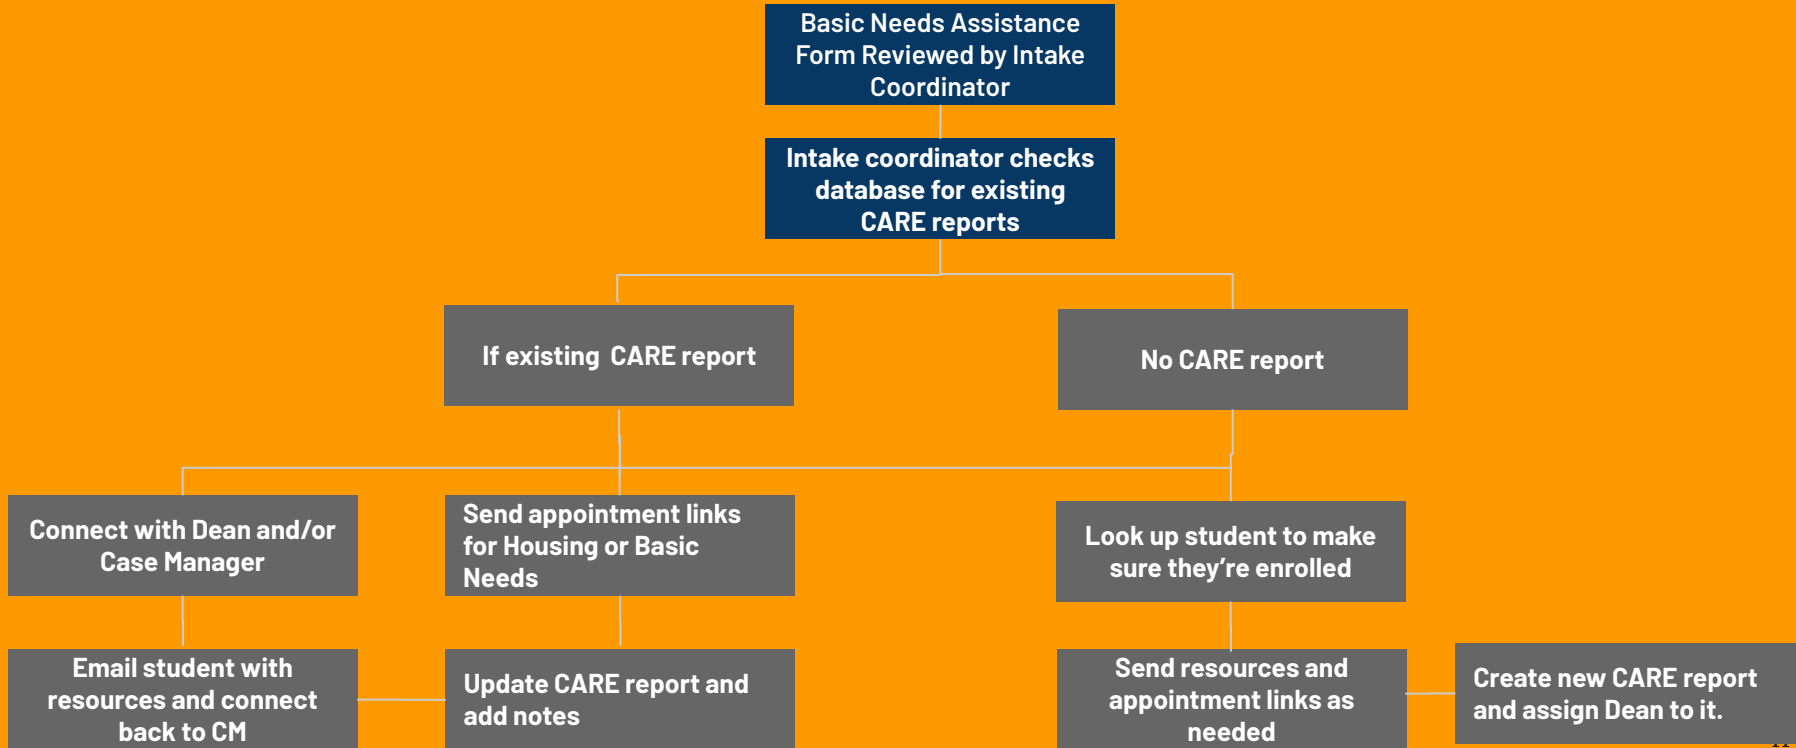 Basic Needs Assistance
Form Reviewed by Intake
Coordinator
Intake coordinator checks
database for existing
CARE reports
If existing  CARE report
No CARE report
Connect with Dean and/or
Case Manager
Send appointment links
for Housing or Basic
Needs
Look up student to make
sure they’re enrolled
Email student with
resources and connect
back to CM
Update CARE report and
add notes
Send resources and
appointment links as
needed
Create new CARE report
and assign Dean to it.